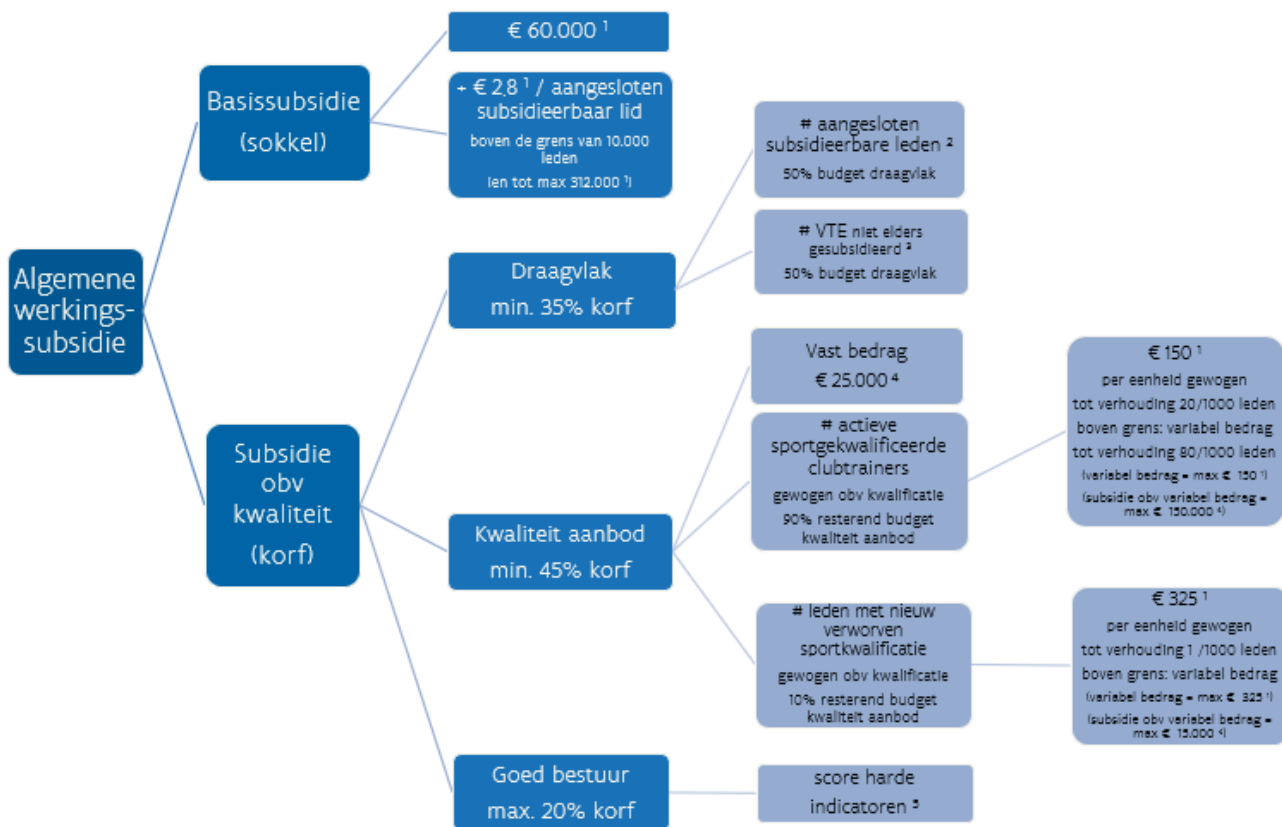 Algemene
werkings-
subsidie
Basissubsidie
(sokkel)
€ 60.000 ¹
+ € 2,8 ¹ / aangesloten
subsidieerbaar lid
boven de grens van 10.000
leden
(en tot max 312.000 ¹)
Subsidie
obv
kwaliteit
(korf)
Draagvlak
min. 35% korf
# aangesloten
subsidieerbare leden ²
50% budget draagvlak
# VTE niet elders
gesubsidieerd ³
50% budget draagvlak
Kwaliteit aanbod
min. 45% korf
Vast bedrag
€ 25.000 ⁴
# actieve
sportgekwalificeerde
clubtrainers
gewogen obv kwalificatie
90% resterend budget
kwaliteit aanbod
€ 150 ¹
per eenheid gewogen
tot verhouding 20/1000 leden
boven grens: variabel bedrag
tot verhouding 80/1000 leden
(variabel bedrag = max € 150 ¹)
(subsidie obv variabel bedrag =
max € 150.000 ⁴)
# leden met nieuw
verworven
sportkwalificatie
gewogen obv kwalificatie
10% resterend budget
kwaliteit aanbod
€ 325 ¹
per eenheid gewogen
tot verhouding 1 /1000 leden
boven grens: variabel bedrag
(variabel bedrag = max € 325 ¹)
(subsidie obv variabel bedrag =
max € 15.000 ⁴)
Goed bestuur
max. 20% korf
score harde
indicatoren ⁵